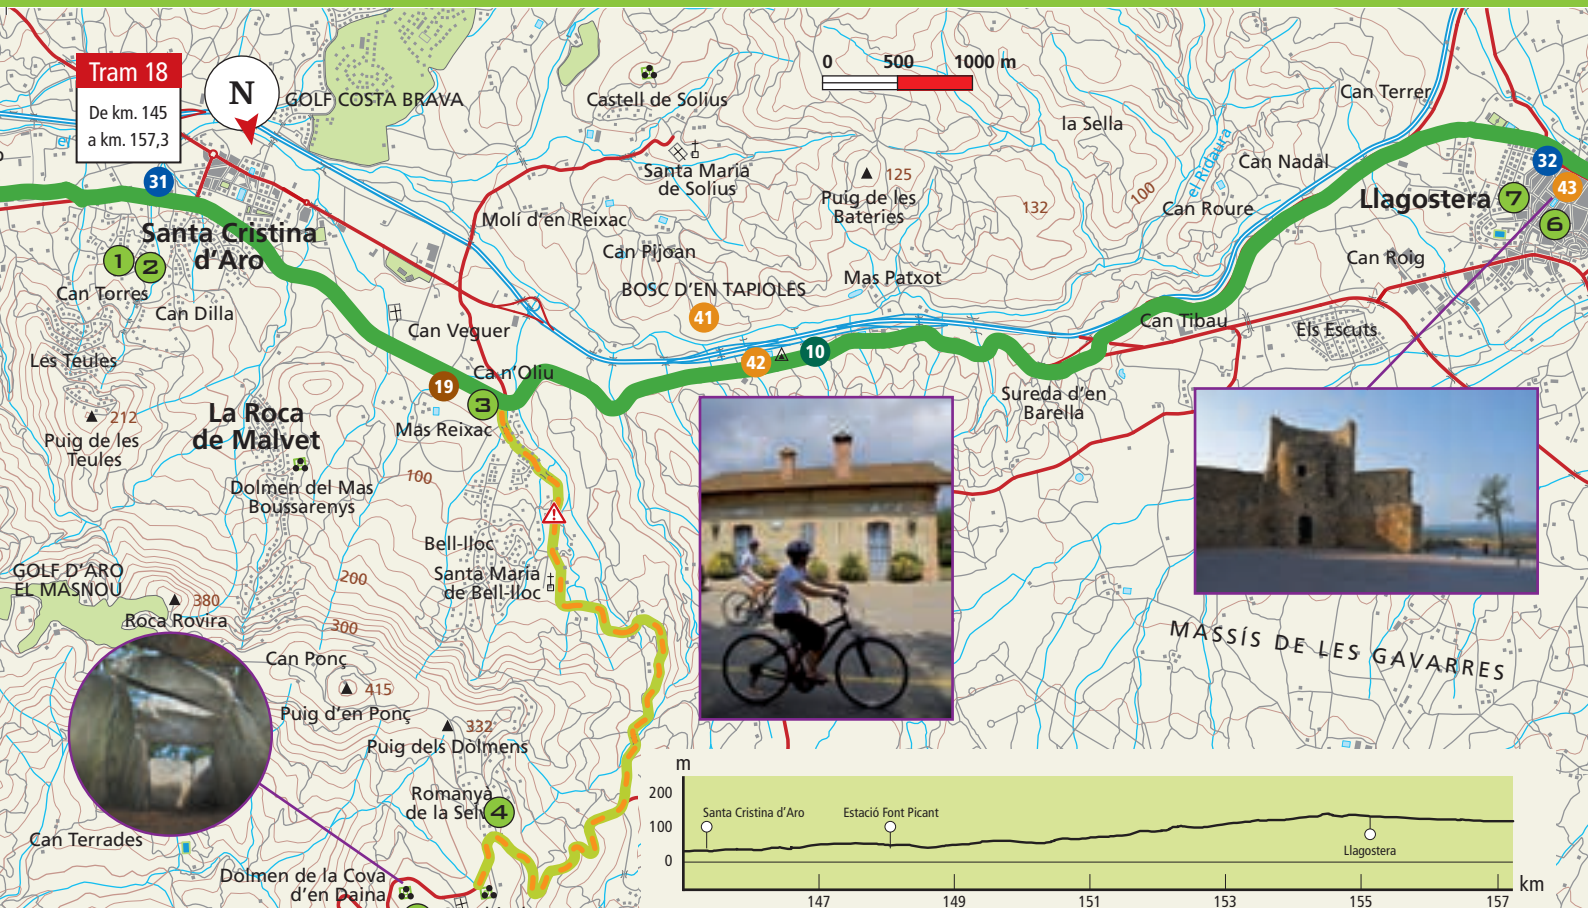 Tram 18
De km. 145
a km. 157,3
N
GOLF COSTA BRAVA
0 500 1000 m
Castell de Solius
Santa Maria
de Solius
125
Puig de les
Bateries
la Sella
100
132
el Ridaura
Can Terrer
Can Nadal
Can Roure
31
32
43
Llagostera
7
6
Santa Cristina
d'Aro
1
2
Molí d'en Reixac
Can Pijoan
BOSC D'EN TAPIOLES
41
Mas Patxot
Can Roig
Can Torres
Can Dilla
Can Veguer
Can Tibau
Els Escuts
Les Teules
42
10
19
Ca n'Oliu
3
212
Puig de les
Teules
La Roca
de Malvet
Mas Reixac
Sureda d'en
Barella
100
Dolmen del Mas
Boussarenys
Bell-lloc
Santa Maria
de Bell-lloc
200
GOLF D'ARO
EL MASNOU
380
Roca Rovira
300
Can Ponç
415
Puig d'en Ponç
332
Puig dels Dòlmens
MASSÍS DE LES GAVARRES
Romanyà
de la Selva
4
Can Terrades
Dolmen de la Cova
d'en Daina
m
200
100
0
Santa Cristina d'Aro
Estació Font Picant
Llagostera
147 149 151 153 155 157
km